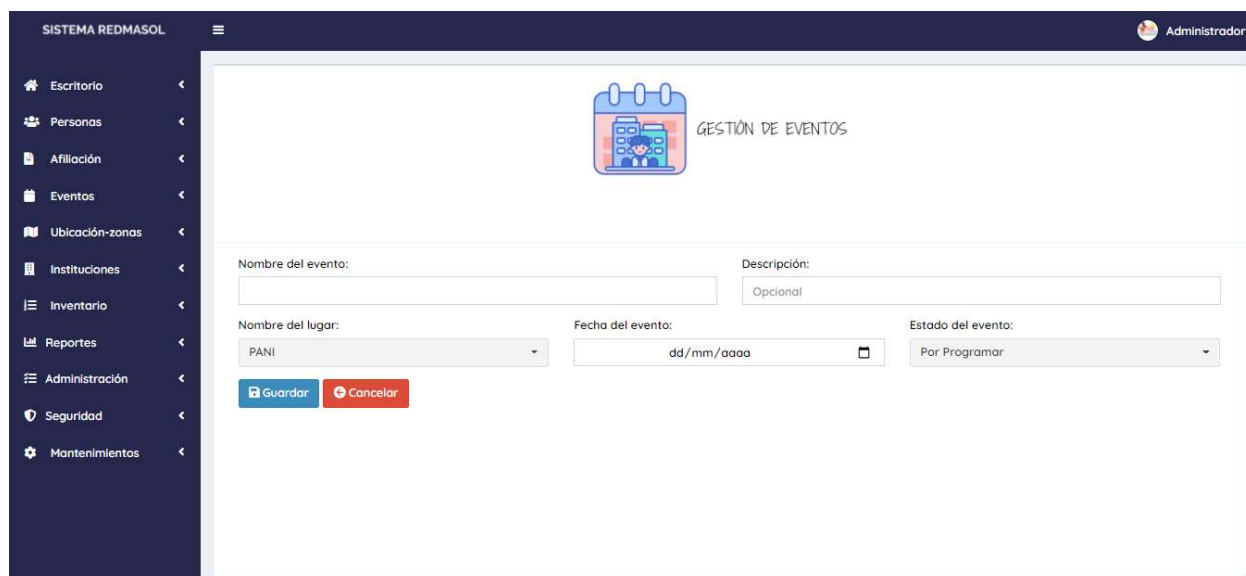 SISTEMA REDMASOL
Administrador
Escritorio
Personas
Afiliación
Eventos
Ubicación-zonas
Instituciones
Inventario
Reportes
Administración
Seguridad
Mantenimientos
GESTIÓN DE EVENTOS
Nombre del evento:
Descripción:
Opcional
Nombre del lugar:
Fecha del evento:
Estado del evento:
PANI
dd/mm/aaaa
Por Programar
Guardar
Cancelar